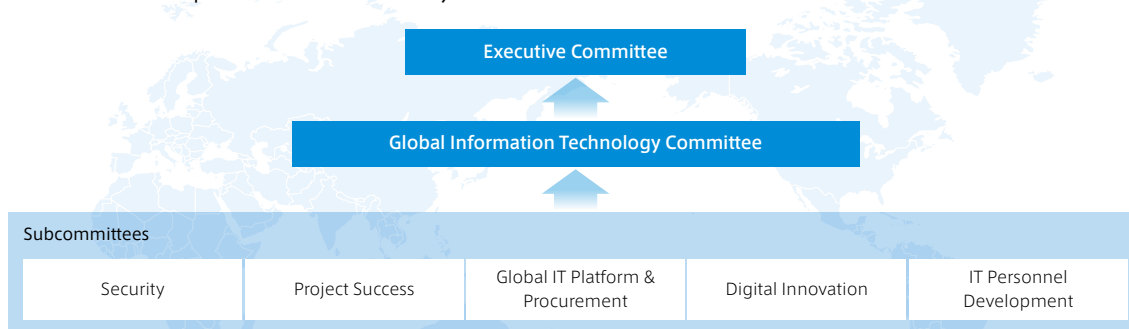 Executive Committee
Global Information Technology Committee
Subcommittees
Security
Project Success
Global IT Platform &
Procurement
Digital Innovation
IT Personnel
Development